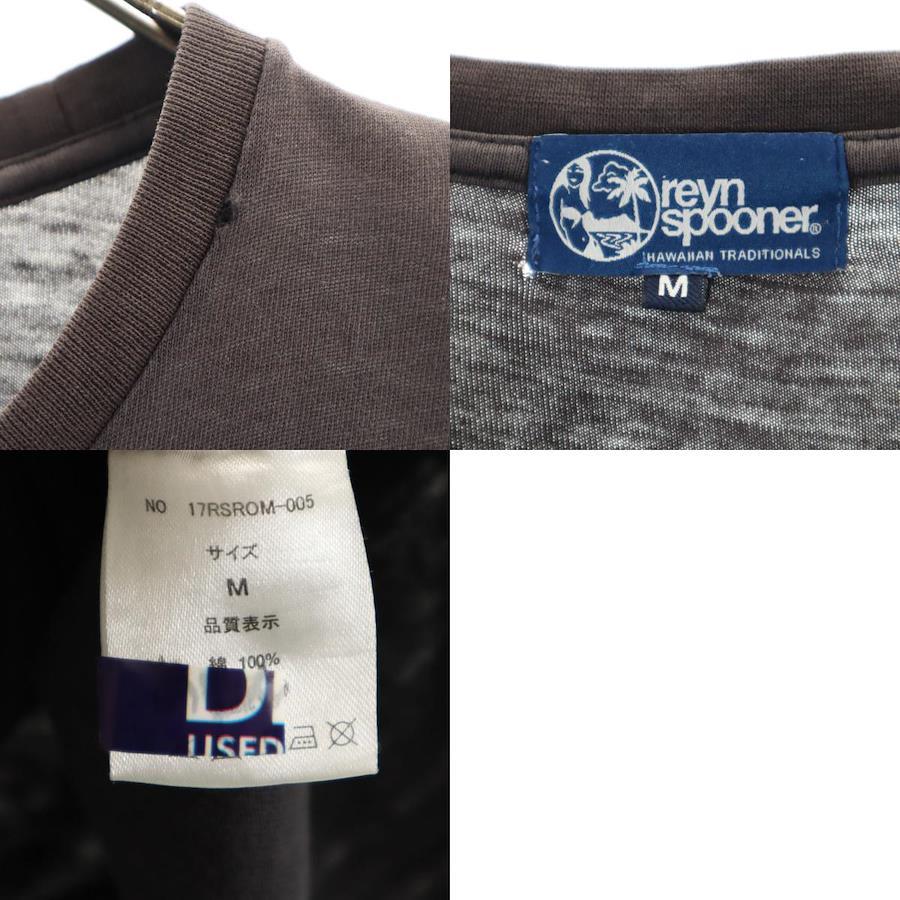 reyn
spooner®
HAWAIIAN TRADITIONALS
M
NO 17RSROM-005
サイズ
M
品質表示
綿 100%
USED